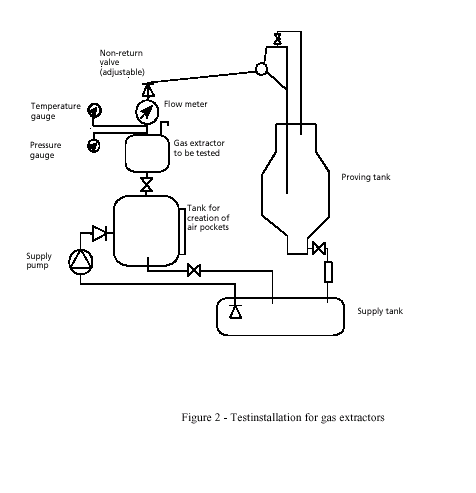 Non-return
valve
(adjustable)
Temperature
gauge
Flow meter
Pressure
gauge
Gas extractor
to be tested
Proving tank
Tank for
creation of
air pockets
Supply
pump
Supply tank
Figure 2 - Testinstallation for gas extractors